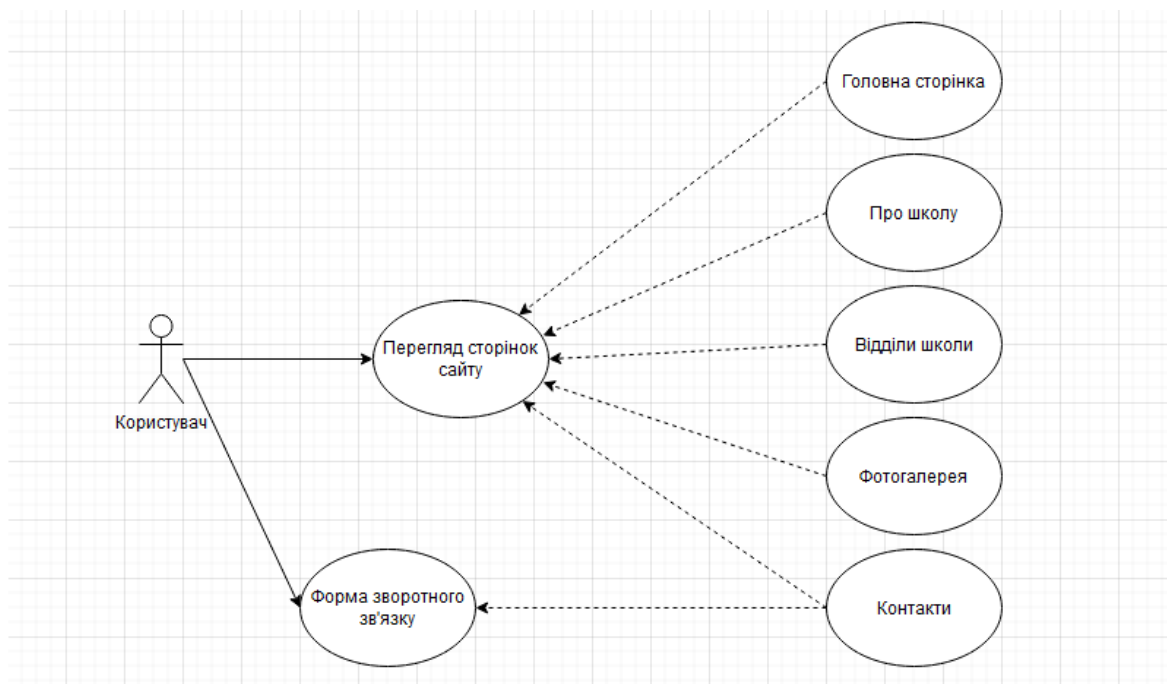 Головна сторінка
Про школу
Перегляд сторінок
сайту
Відділи школи
Користувач
Фотогалерея
Форма зворотного
зв'язку
Контакти